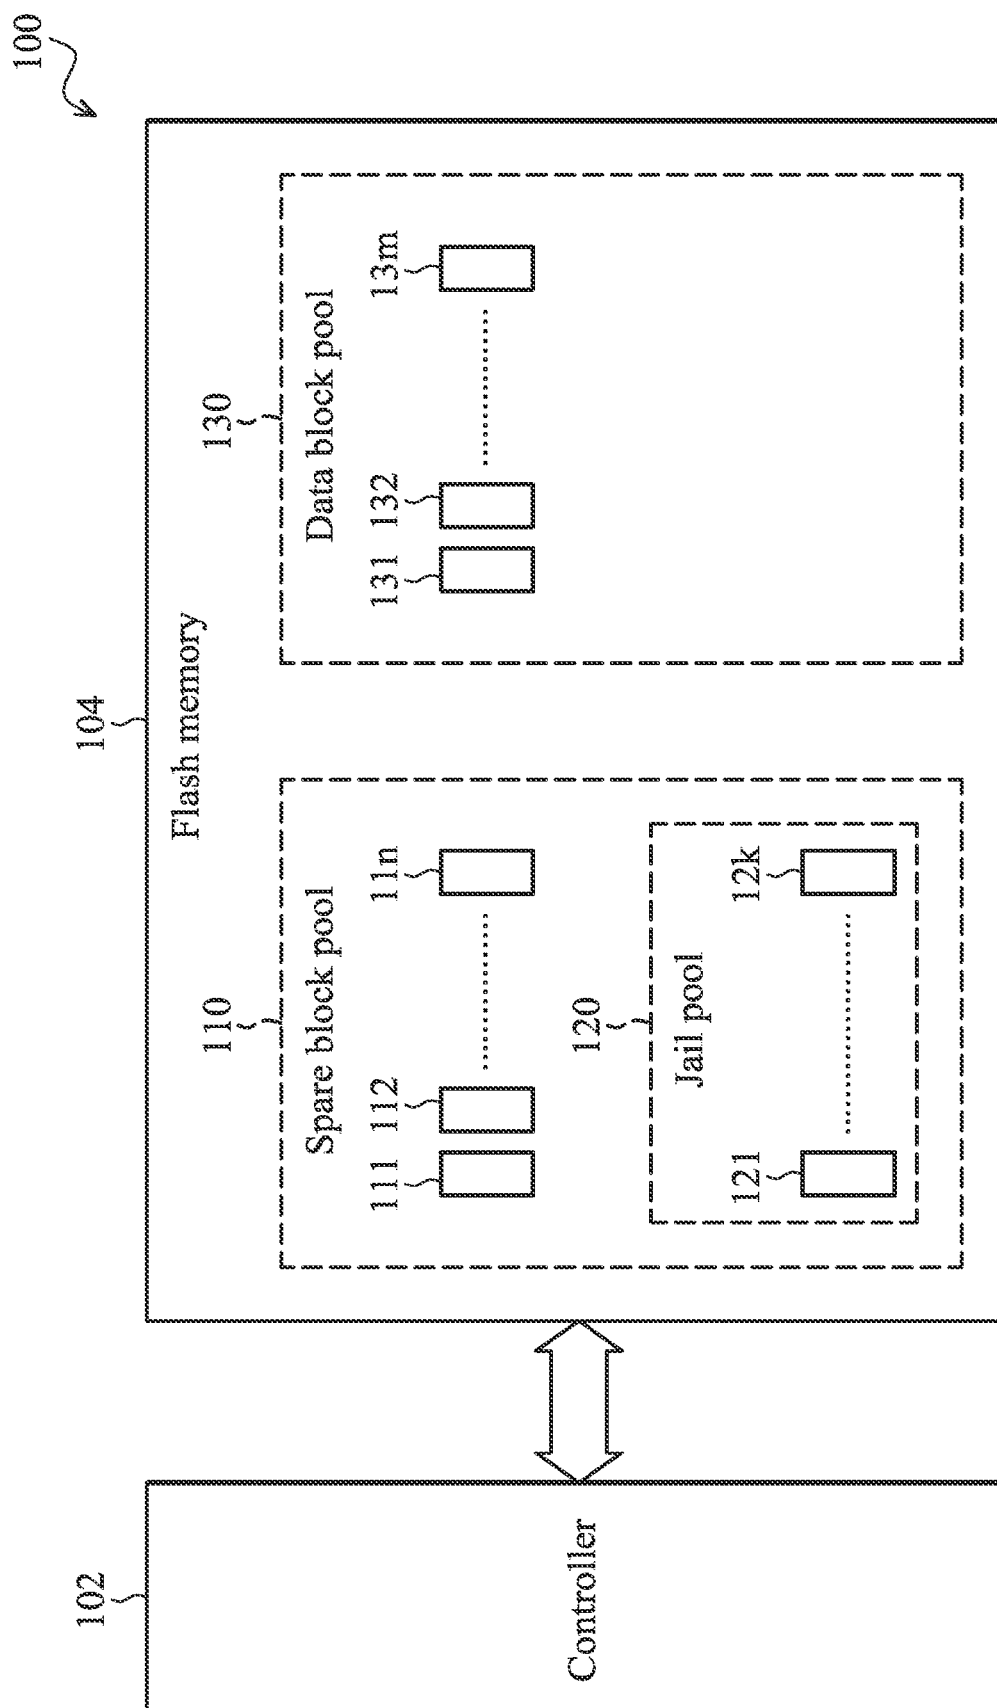 100
102
104
Controller
Flash memory
110
Spare block pool
111
112
11n
120
Jail pool
121
12k
130
Data block pool
131
132
13m